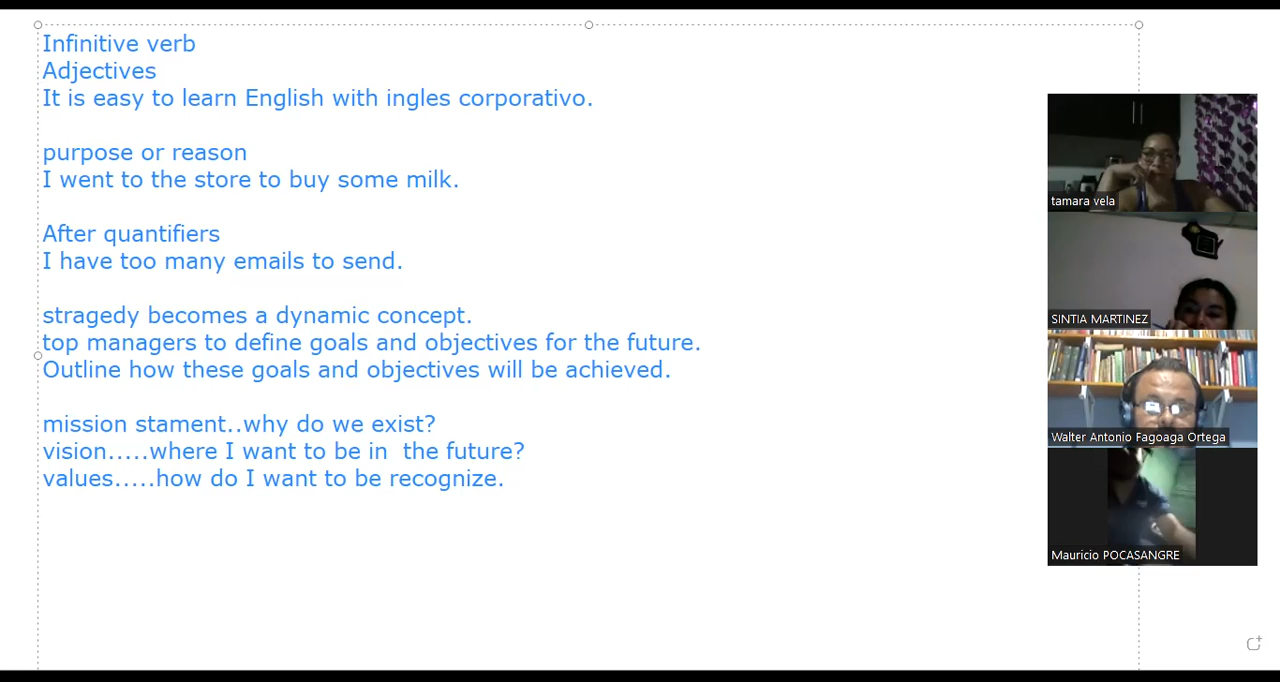 Infinitive verb
Adjectives
It is easy to learn English with ingles corporativo.
purpose or reason
I went to the store to buy some milk.
After quantifiers
I have too many emails to send.
stragedy becomes a dynamic concept.
top managers to define goals and objectives for the future.
Outline how these goals and objectives will be achieved.
mission stament..why do we exist?
vision.....where I want to be in  the future?
values.....how do I want to be recognize.
tamara vela
SINTIA MARTINEZ
Walter Antonio Fagoaga Ortega
Mauricio POCASANGRE